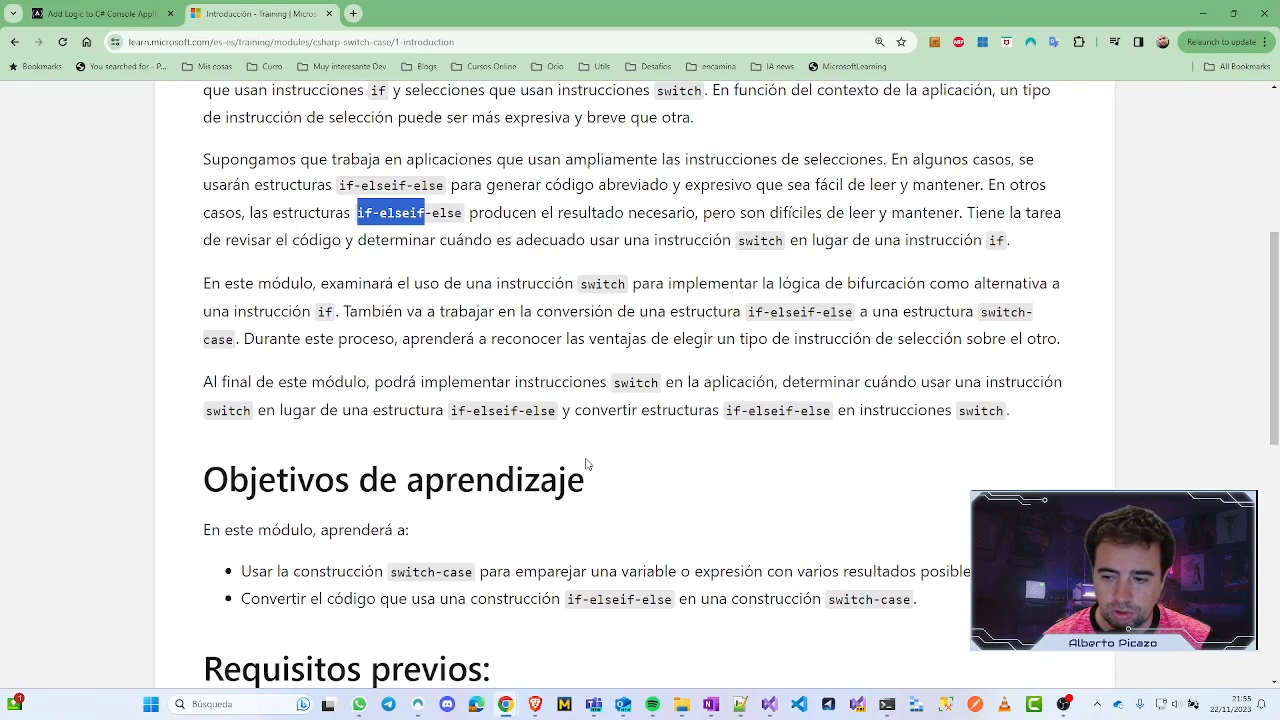 Add Logic to C# Console Applic
Introducción - Training | Micros
learn.microsoft.com/es-es/training/modules/csharp-switch-case/1-introduction
Relaunch to update
Bookmarks
You searched for - P...
Mis cosas
Curro
Muy interesante Dev
Blogs
Cursos Online
Ocio
Utils
Desafios
encamina
IA news
MicrosoftLearning
All Bookmarks
que usan instrucciones if y selecciones que usan instrucciones switch. En función del contexto de la aplicación, un tipo
de instrucción de selección puede ser más expresiva y breve que otra.
Supongamos que trabaja en aplicaciones que usan ampliamente las instrucciones de selecciones. En algunos casos, se
usarán estructuras if-elseif-else para generar código abreviado y expresivo que sea fácil de leer y mantener. En otros
casos, las estructuras if-elseif-else producen el resultado necesario, pero son difíciles de leer y mantener. Tiene la tarea
de revisar el código y determinar cuándo es adecuado usar una instrucción switch en lugar de una instrucción if.
En este módulo, examinará el uso de una instrucción switch para implementar la lógica de bifurcación como alternativa a
una instrucción if. También va a trabajar en la conversión de una estructura if-elseif-else a una estructura switch-
case. Durante este proceso, aprenderá a reconocer las ventajas de elegir un tipo de instrucción de selección sobre el otro.
Al final de este módulo, podrá implementar instrucciones switch en la aplicación, determinar cuándo usar una instrucción
switch en lugar de una estructura if-elseif-else y convertir estructuras if-elseif-else en instrucciones switch.
Objetivos de aprendizaje
En este módulo, aprenderá a:
Usar la construcción switch-case para emparejar una variable o expresión con varios resultados posible
Convertir el código que usa una construcción if-elseif-else en una construcción switch-case.
Requisitos previos:
Alberto Picazo
Búsqueda
21:55
22/11/2023